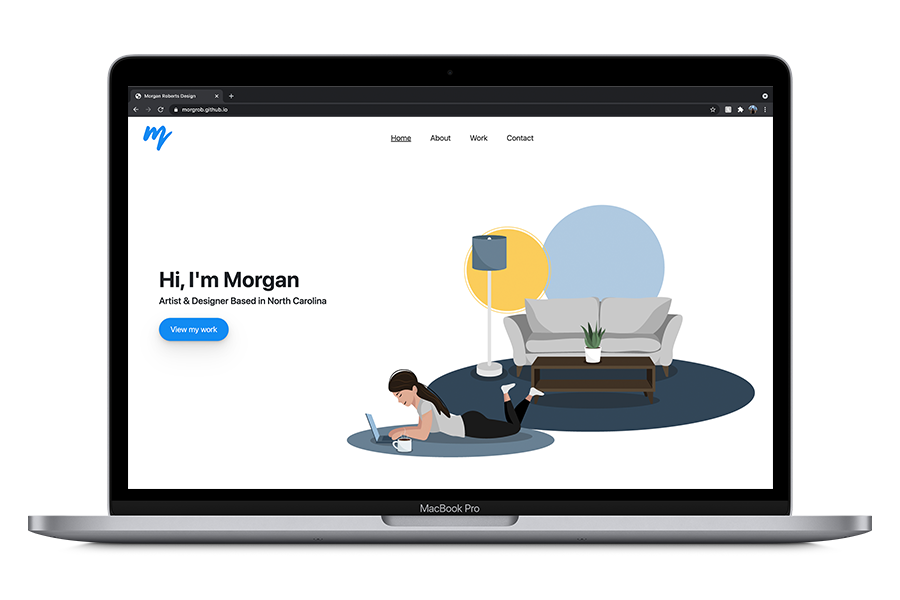 Morgan Roberts Design
morgrob.github.io
m
Home About Work Contact
Hi, I'm Morgan
Artist & Designer Based in North Carolina
View my work
MacBook Pro